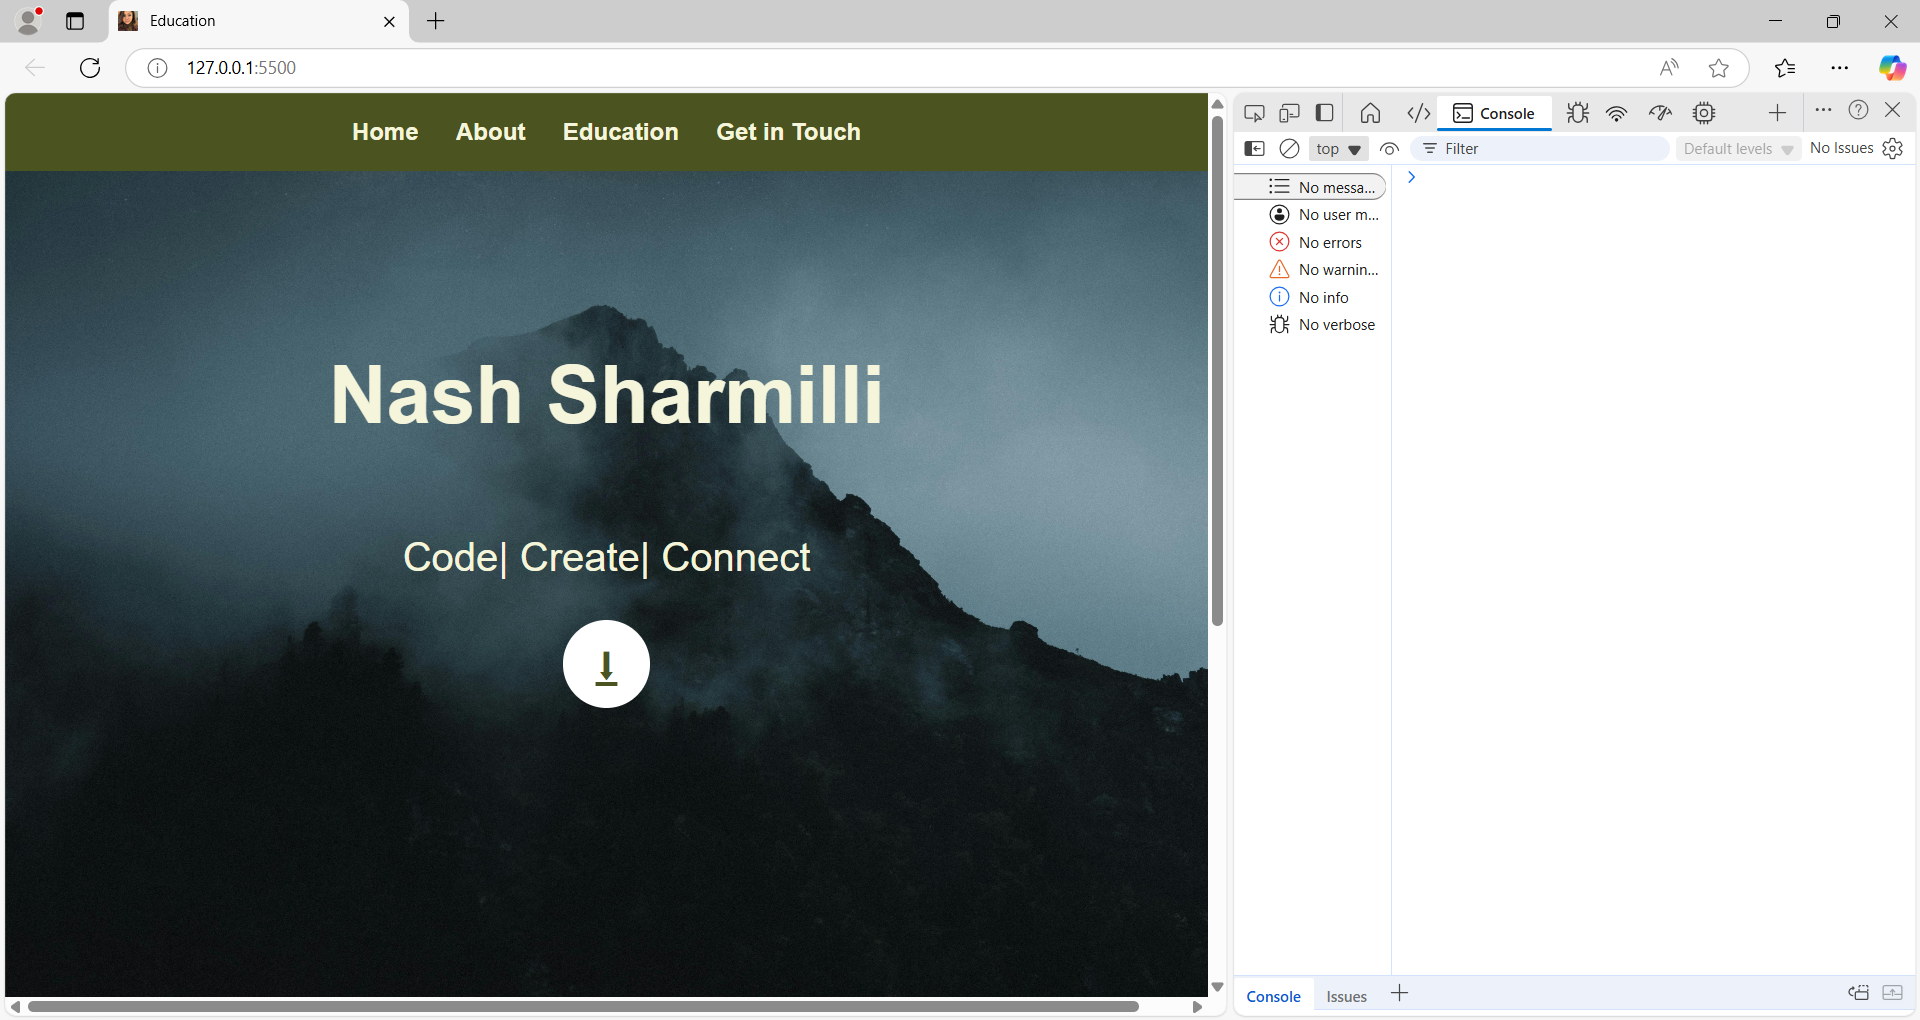 Education
127.0.0.1:5500
Home About Education Get in Touch
Nash Sharmilli
Code| Create| Connect
Console
top Filter Default levels No Issues
No messa...
No user m...
No errors
No warnin...
No info
No verbose
Console Issues